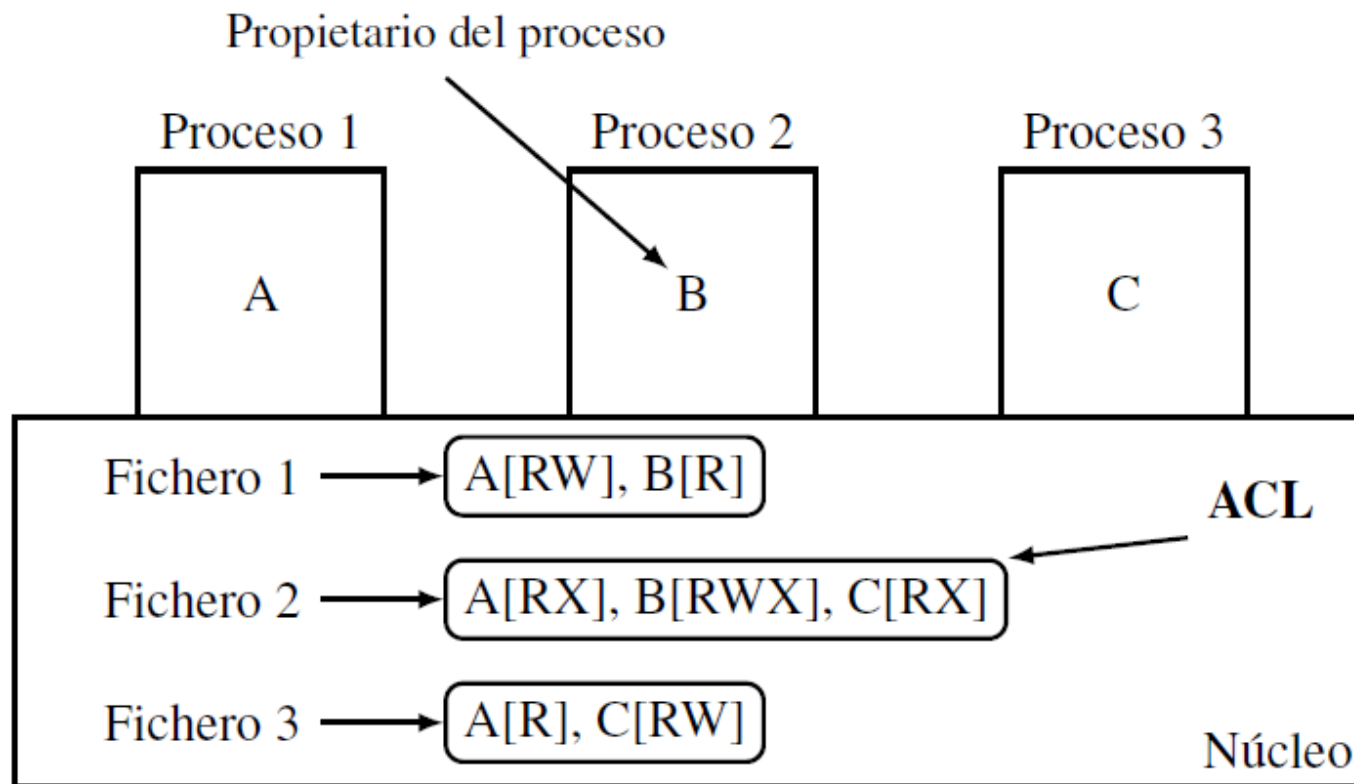 Propietario del proceso
Proceso 1
Proceso 2
Proceso 3
A
B
C
Fichero 1
A[RW], B[R]
ACL
Fichero 2
A[RX], B[RWX], C[RX]
Fichero 3
A[R], C[RW]
Núcleo